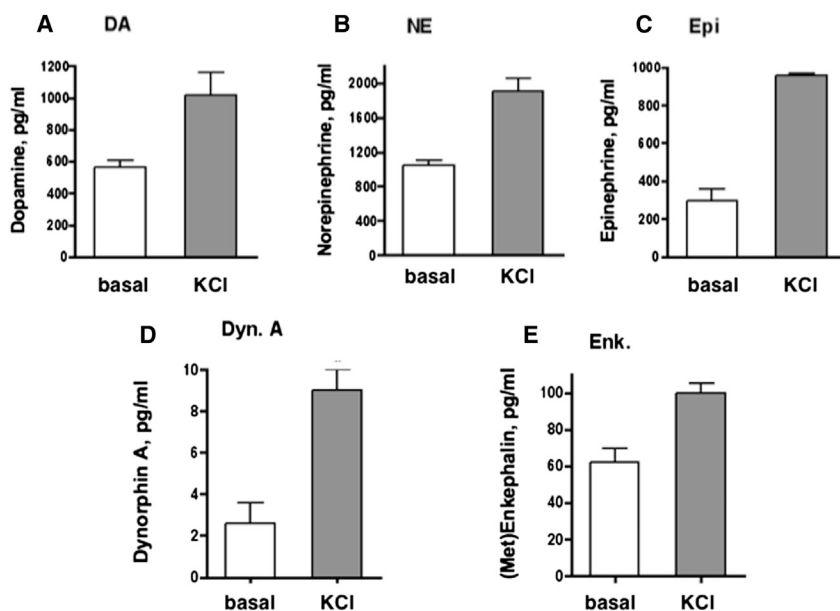 A DA
Dopamine, pg/ml
1200
1000
800
600
400
200
0
basal KCl
B NE
Norepinephrine, pg/ml
2000
1600
1200
800
400
0
basal KCl
C Epi
Epinephrine, pg/ml
1000
800
600
400
200
0
basal KCl
D Dyn. A
Dynorphin A, pg/ml
10
8
6
4
2
0
basal KCl
E Enk.
(Met)Enkephalin, pg/ml
100
80
60
40
20
0
basal KCl